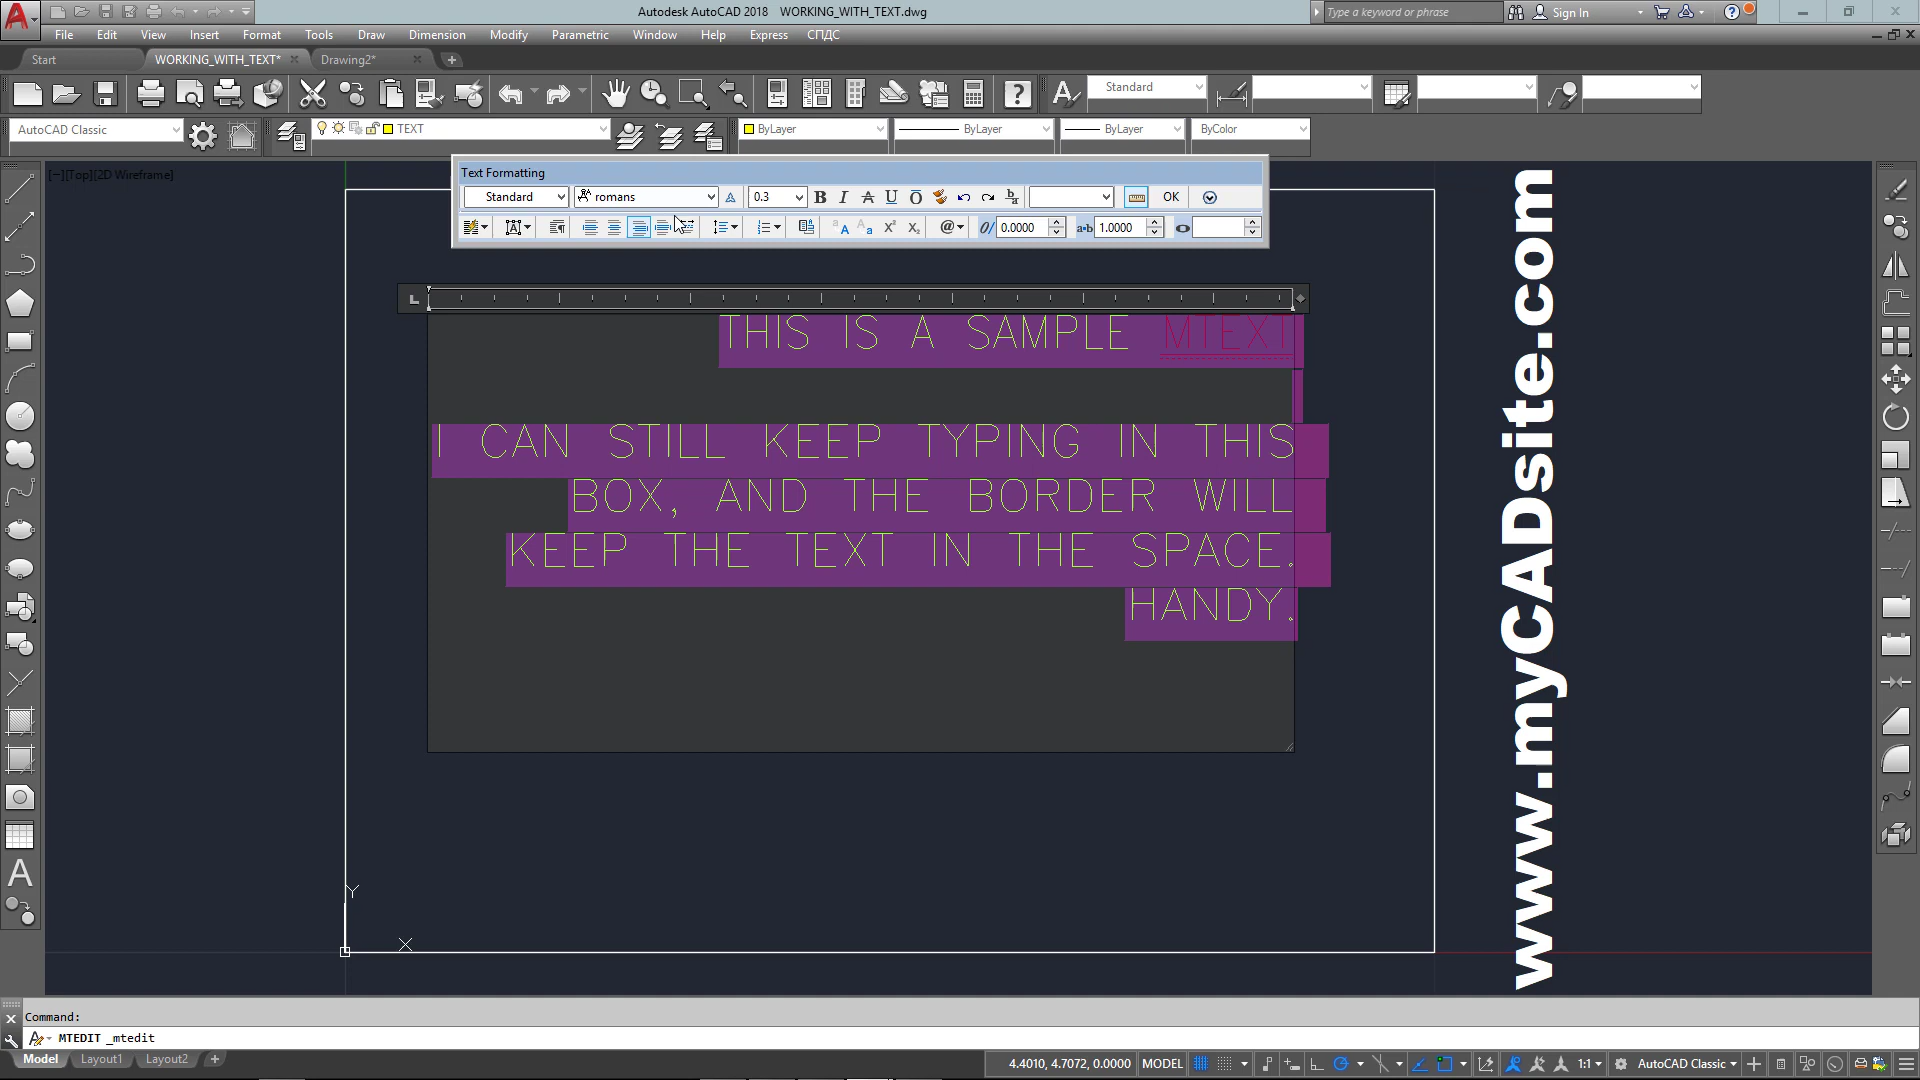 Autodesk AutoCAD 2018 WORKING_WITH_TEXT.dwg
Type a keyword or phrase
Sign In
File Edit View Insert Format Tools Draw Dimension Modify Parametric Window Help Express СПДС
Start
WORKING_WITH_TEXT*
Drawing2*
Standard
AutoCAD Classic
TEXT
ByLayer
ByLayer
ByLayer
ByColor
[−][Top][2D Wireframe]
Text Formatting
Standard
romans
0.3
B I A U O
OK
@
0/ 0.0000
a•b 1.0000
THIS IS A SAMPLE MTEXT
I CAN STILL KEEP TYPING IN THIS
BOX, AND THE BORDER WILL
KEEP THE TEXT IN THE SPACE.
HANDY.
www.myCADsite.com
Y
X
Command:
MTEDIT _mtedit
Model Layout1 Layout2
4.4010, 4.7072, 0.0000 MODEL
1:1
AutoCAD Classic